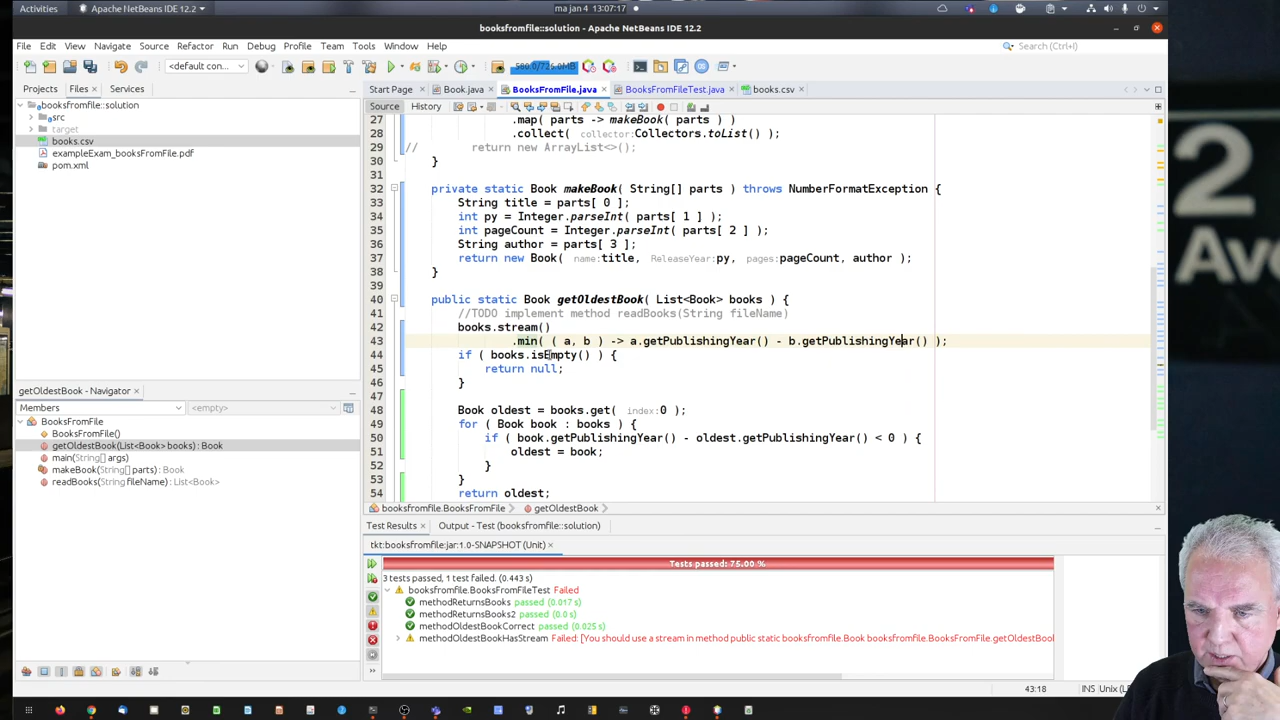 Activities
Apache NetBeans IDE 12.2
ma jan 4 13:07:17
booksfromfile:solution - Apache NetBeans IDE 12.2
File Edit View Navigate Source Refactor Run Debug Profile Team Tools Window Help
Search (Ctrl+I)
<default co...>
580.0/726.0MB
Projects Files × Services
Start Page × Book.java × BooksFromFile.java × BooksFromFileTest.java × books.csv ×
booksfromfile:solution
src
target
books.csv
exampleExam_booksFromFile.pdf
pom.xml
Source History
27 .map( parts -> makeBook( parts ) )
28 .collect( collector:Collectors.toList() );
29 // return new ArrayList<>();
30 }
31
32 private static Book makeBook( String[] parts ) throws NumberFormatException {
33 String title = parts[ 0 ];
34 int py = Integer.parseInt( parts[ 1 ] );
35 int pageCount = Integer.parseInt( parts[ 2 ] );
36 String author = parts[ 3 ];
37 return new Book( name:title, ReleaseYear:py, pages:pageCount, author );
38 }
39
40 public static Book getOldestBook( List<Book> books ) {
41 //TODO implement method readBooks(String fileName)
42 books.stream()
43 .min( ( a, b ) -> a.getPublishingYear() - b.getPublishingYear() );
44 if ( books.isEmpty() ) {
45 return null;
46 }
47
48 Book oldest = books.get( index:0 );
49 for ( Book book : books ) {
50 if ( book.getPublishingYear() - oldest.getPublishingYear() < 0 ) {
51 oldest = book;
52 }
53 }
54 return oldest;
getOldestBook - Navigator ×
Members <empty>
BooksFromFile
BooksFromFile()
getOldestBook(List<Book> books) : Book
main(String[] args)
makeBook(String[] parts) : Book
readBooks(String fileName) : List<Book>
booksfromfile.BooksFromFile getOldestBook
Test Results × Output - Test (booksfromfile::solution)
tkt:booksfromfile:jar:1.0-SNAPSHOT (Unit) ×
Tests passed: 75.00 %
3 tests passed, 1 test failed. (0.443 s)
booksfromfile.BooksFromFileTest Failed
methodReturnsBooks passed (0.017 s)
methodReturnsBooks2 passed (0.0 s)
methodOldestBookCorrect passed (0.025 s)
methodOldestBookHasStream Failed: [You should use a stream in method public static booksfromfile.Book booksfromfile.BooksFromFile.getOldestBoo
43:18 INS Unix (L
2
Av